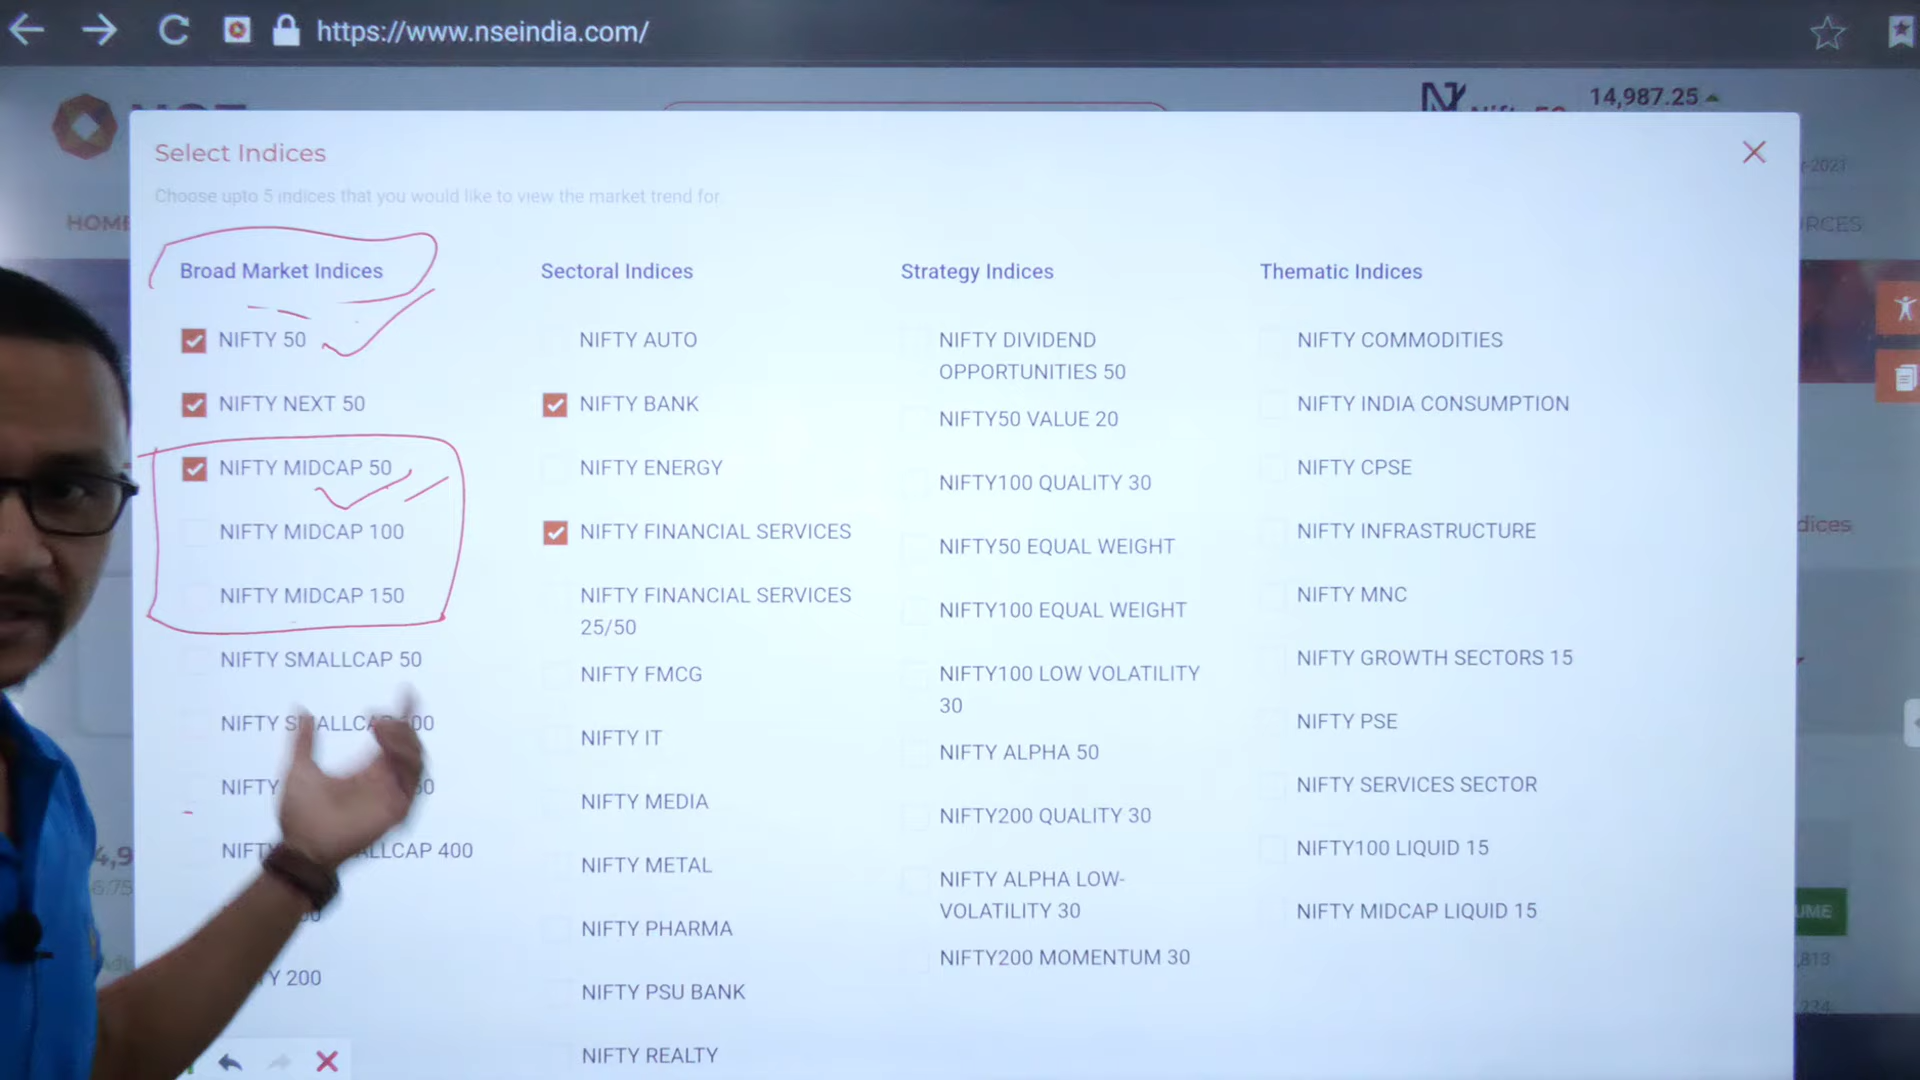 https://www.nseindia.com/
14,987.25
Select Indices
Choose upto 5 indices that you would like to view the market trend for
HOME
Broad Market Indices
NIFTY 50
NIFTY NEXT 50
NIFTY MIDCAP 50
NIFTY MIDCAP 100
NIFTY MIDCAP 150
NIFTY SMALLCAP 50
NIFTY
NIFTY
400
200
Sectoral Indices
NIFTY AUTO
NIFTY BANK
NIFTY ENERGY
NIFTY FINANCIAL SERVICES
NIFTY FINANCIAL SERVICES
25/50
NIFTY FMCG
NIFTY IT
NIFTY MEDIA
NIFTY METAL
NIFTY PHARMA
NIFTY PSU BANK
NIFTY REALTY
Strategy Indices
NIFTY DIVIDEND
OPPORTUNITIES 50
NIFTY50 VALUE 20
NIFTY100 QUALITY 30
NIFTY50 EQUAL WEIGHT
NIFTY100 EQUAL WEIGHT
NIFTY100 LOW VOLATILITY
30
NIFTY ALPHA 50
NIFTY200 QUALITY 30
NIFTY ALPHA LOW-
VOLATILITY 30
NIFTY200 MOMENTUM 30
Thematic Indices
NIFTY COMMODITIES
NIFTY INDIA CONSUMPTION
NIFTY CPSE
NIFTY INFRASTRUCTURE
NIFTY MNC
NIFTY GROWTH SECTORS 15
NIFTY PSE
NIFTY SERVICES SECTOR
NIFTY100 LIQUID 15
NIFTY MIDCAP LIQUID 15